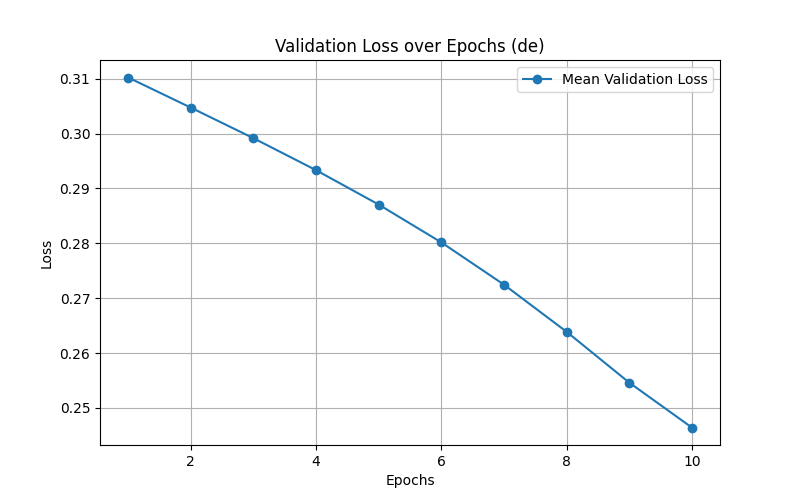 Validation Loss over Epochs (de)
Mean Validation Loss
0.31
0.30
0.29
0.28
0.27
0.26
0.25
Loss
2 4 6 8 10
Epochs